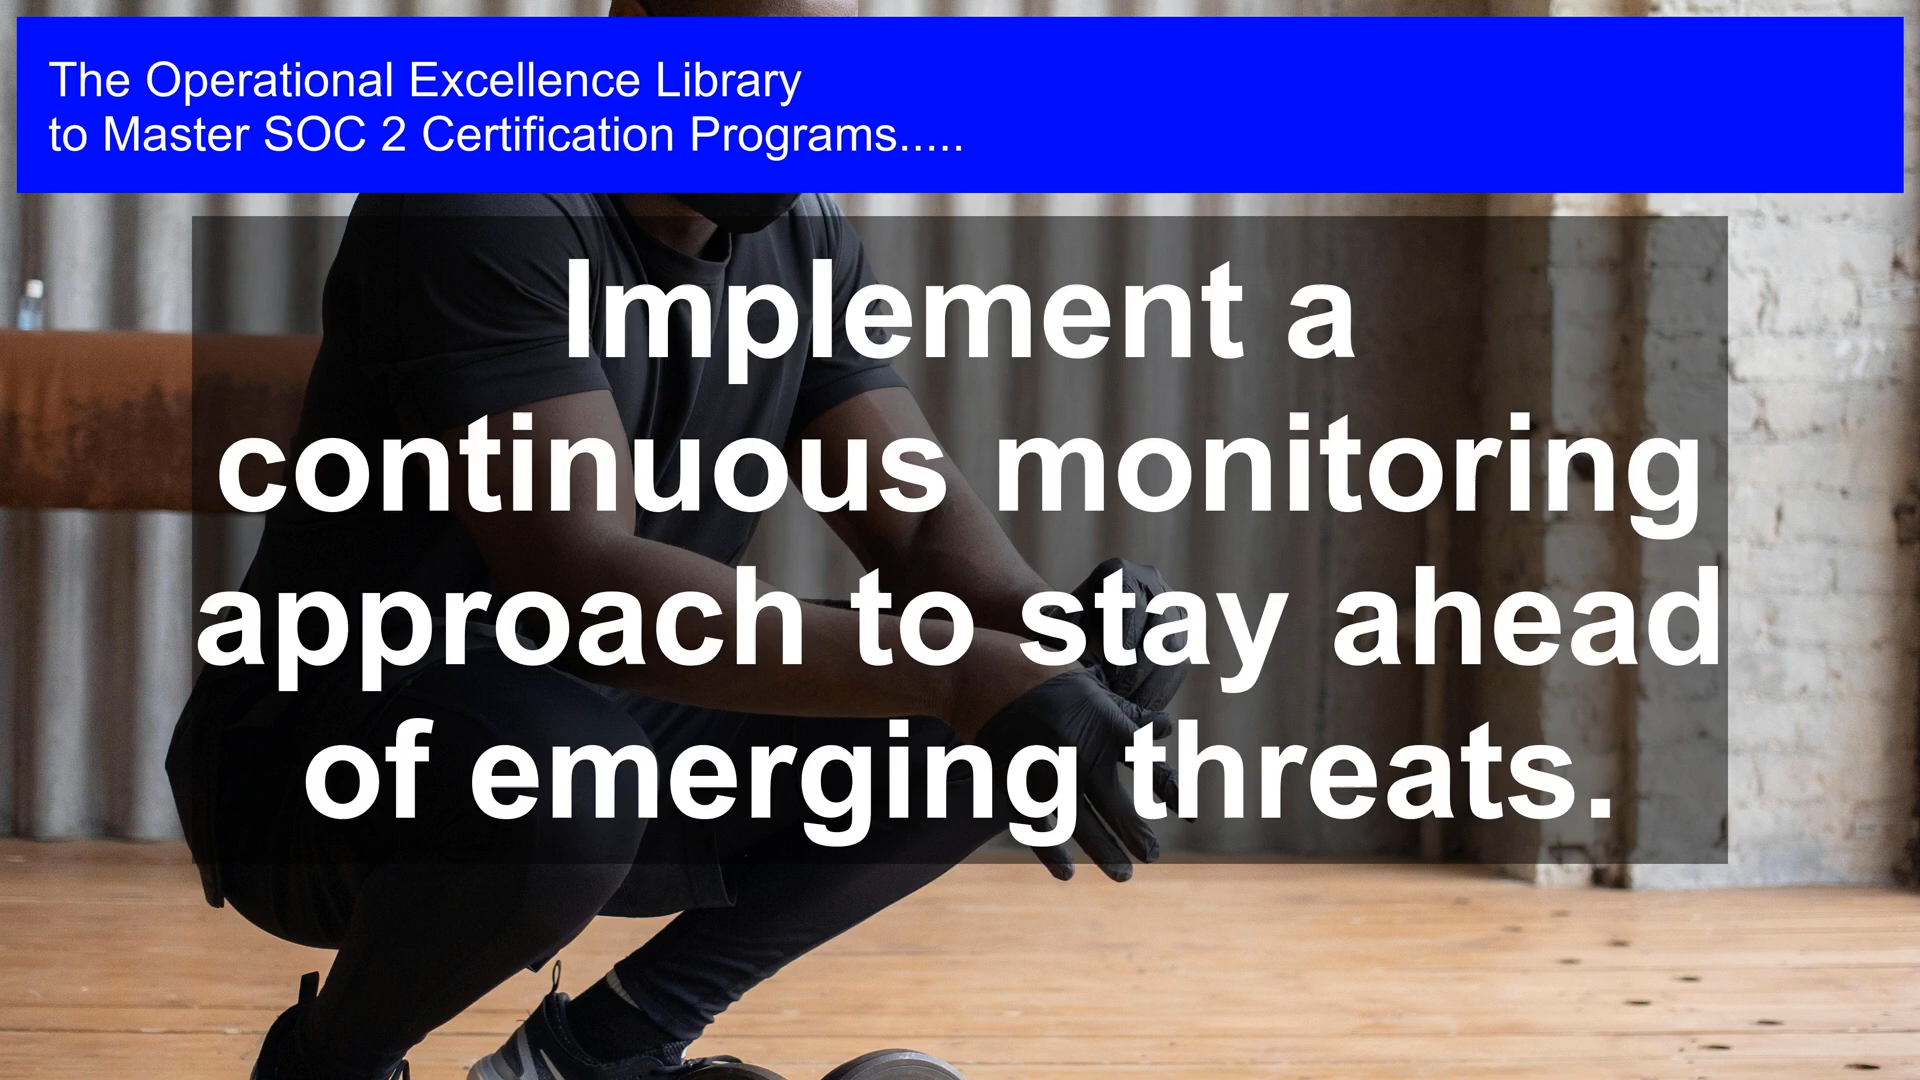 The Operational Excellence Library
to Master SOC 2 Certification Programs.....
Implement a
continuous monitoring
approach to stay ahead
of emerging threats.